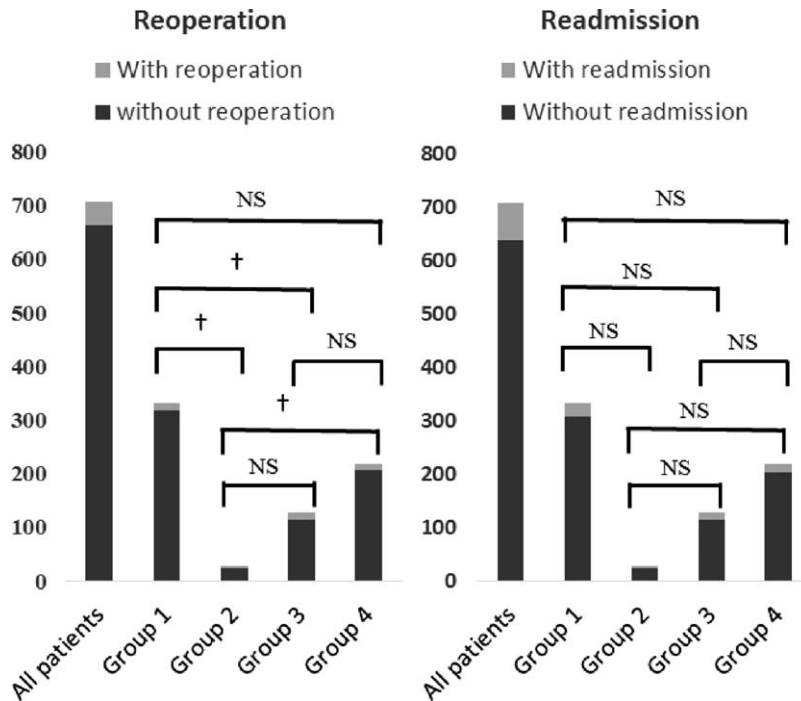 Reoperation
With reoperation
without reoperation
800
700
600
500
400
300
200
100
0
NS
†
†
NS
†
NS
All patients
Group 1
Group 2
Group 3
Group 4
Readmission
With readmission
Without readmission
800
700
600
500
400
300
200
100
0
NS
NS
NS
NS
NS
NS
All patients
Group 1
Group 2
Group 3
Group 4